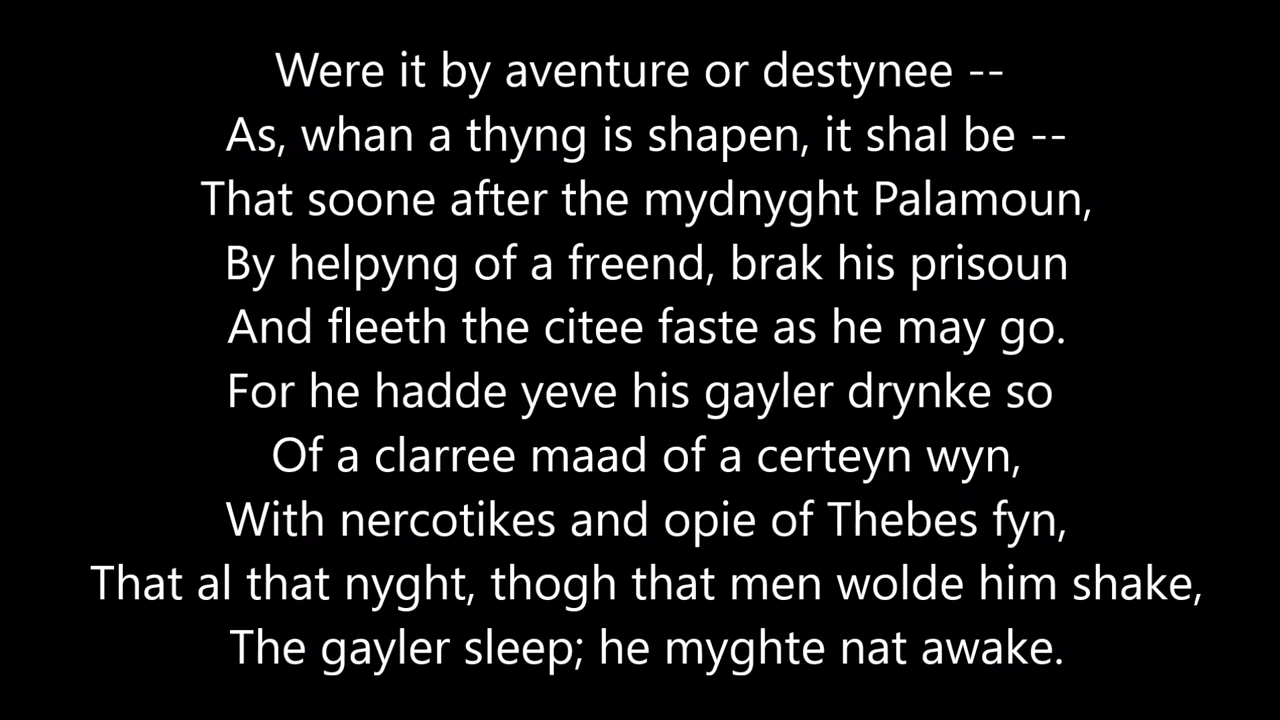 Were it by aventure or destynee --
As, whan a thyng is shapen, it shal be --
That soone after the mydnyght Palamoun,
By helpyng of a freend, brak his prisoun
And fleeth the citee faste as he may go.
For he hadde yeve his gayler drynke so
Of a clarree maad of a certeyn wyn,
With nercotikes and opie of Thebes fyn,
That al that nyght, thogh that men wolde him shake,
The gayler sleep; he myghte nat awake.